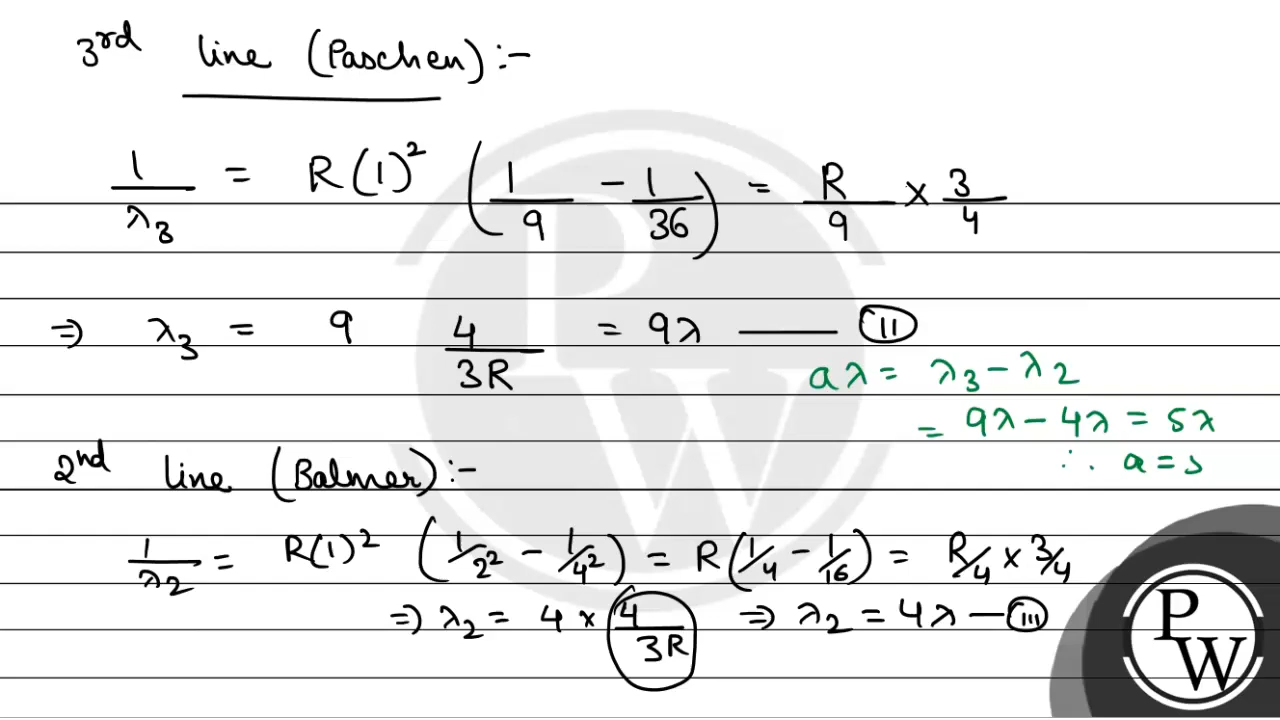 3rd line (Paschen):-
1/λ3 = R(1)² (1/9 - 1/36) = R/9 × 3/4
⇒ λ3 = 9 4/3R = 9λ —— (II)
aλ = λ3 - λ2
= 9λ - 4λ = 5λ
∴ a = 5
2nd line (Balmer):-
1/λ2 = R(1)² (1/2² - 1/4²) = R(1/4 - 1/16) = R/4 × 3/4
⇒ λ2 = 4 × 4/3R ⇒ λ2 = 4λ — (III)
PW
PW